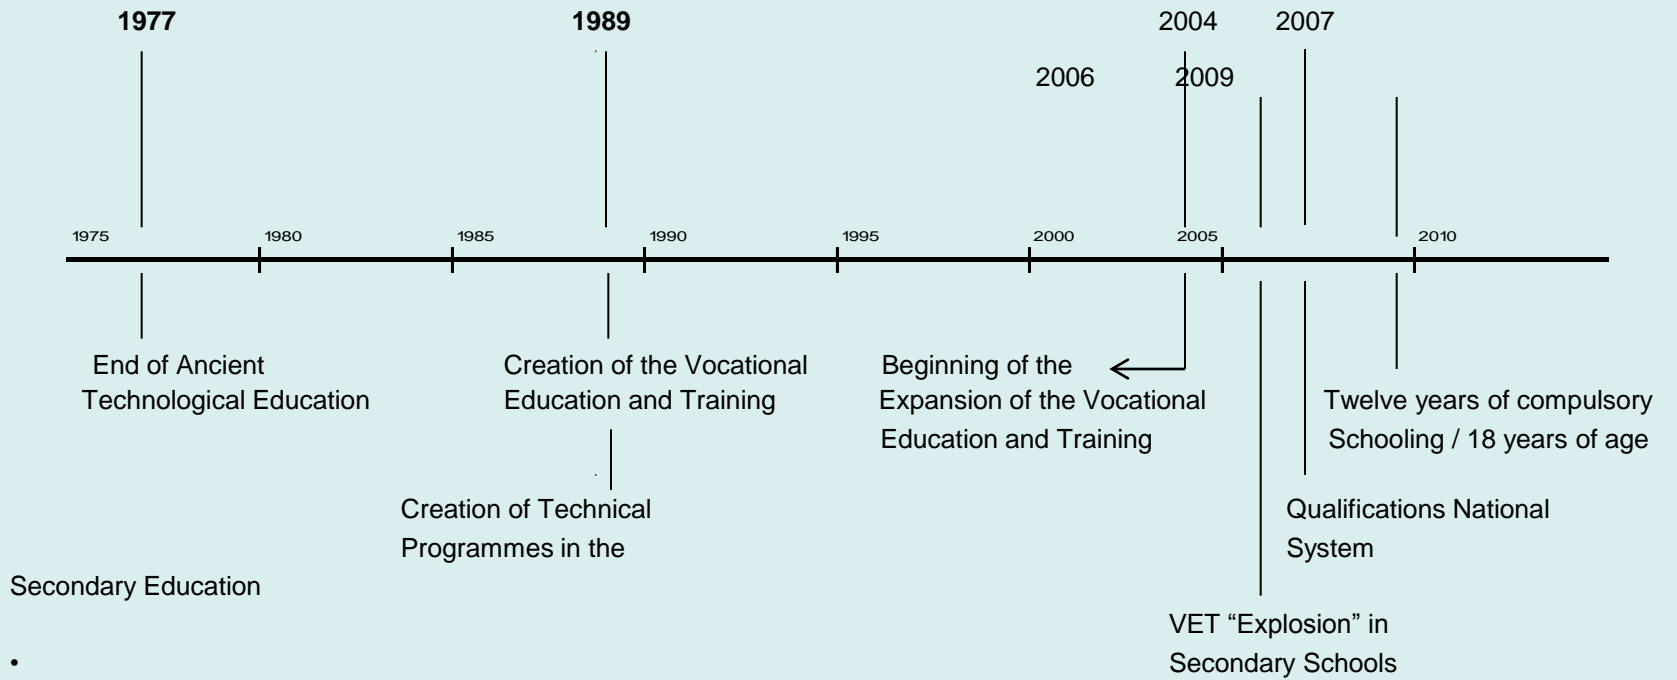 1977 1989 2004 2007
2006 2009
1975 1980 1985 1990 1995 2000 2005 2010
End of Ancient
Technological Education
Creation of the Vocational
Education and Training
Beginning of the
Expansion of the Vocational
Education and Training
Twelve years of compulsory
Schooling / 18 years of age
Creation of Technical
Programmes in the
Secondary Education
Qualifications National
System
VET “Explosion” in
Secondary Schools
•